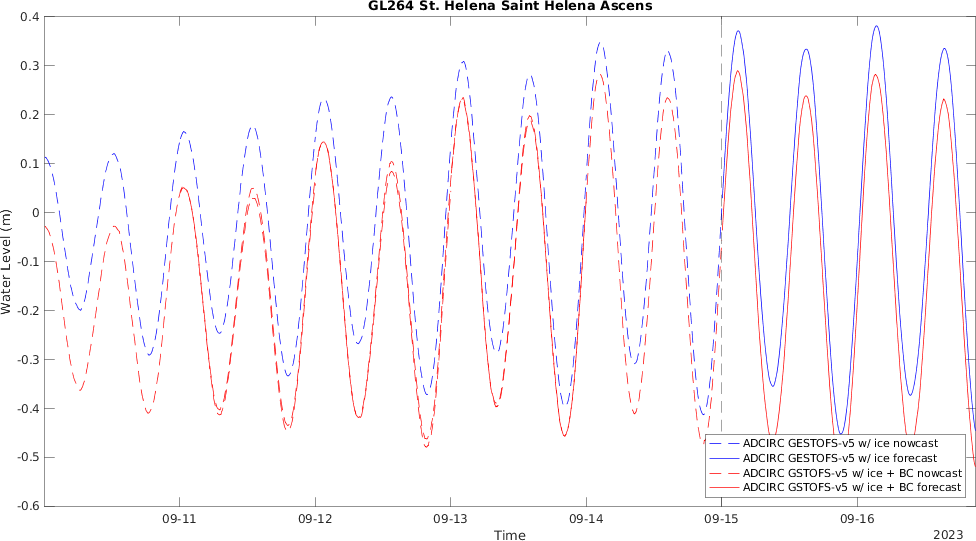 GL264 St. Helena Saint Helena Ascens
0.4
0.3
0.2
0.1
0
-0.1
-0.2
-0.3
-0.4
-0.5
-0.6
Water Level (m)
ADCIRC GESTOFS-v5 w/ ice nowcast
ADCIRC GESTOFS-v5 w/ ice forecast
ADCIRC GSTOFS-v5 w/ ice + BC nowcast
ADCIRC GSTOFS-v5 w/ ice + BC forecast
09-11 09-12 09-13 09-14 09-15 09-16
Time
2023